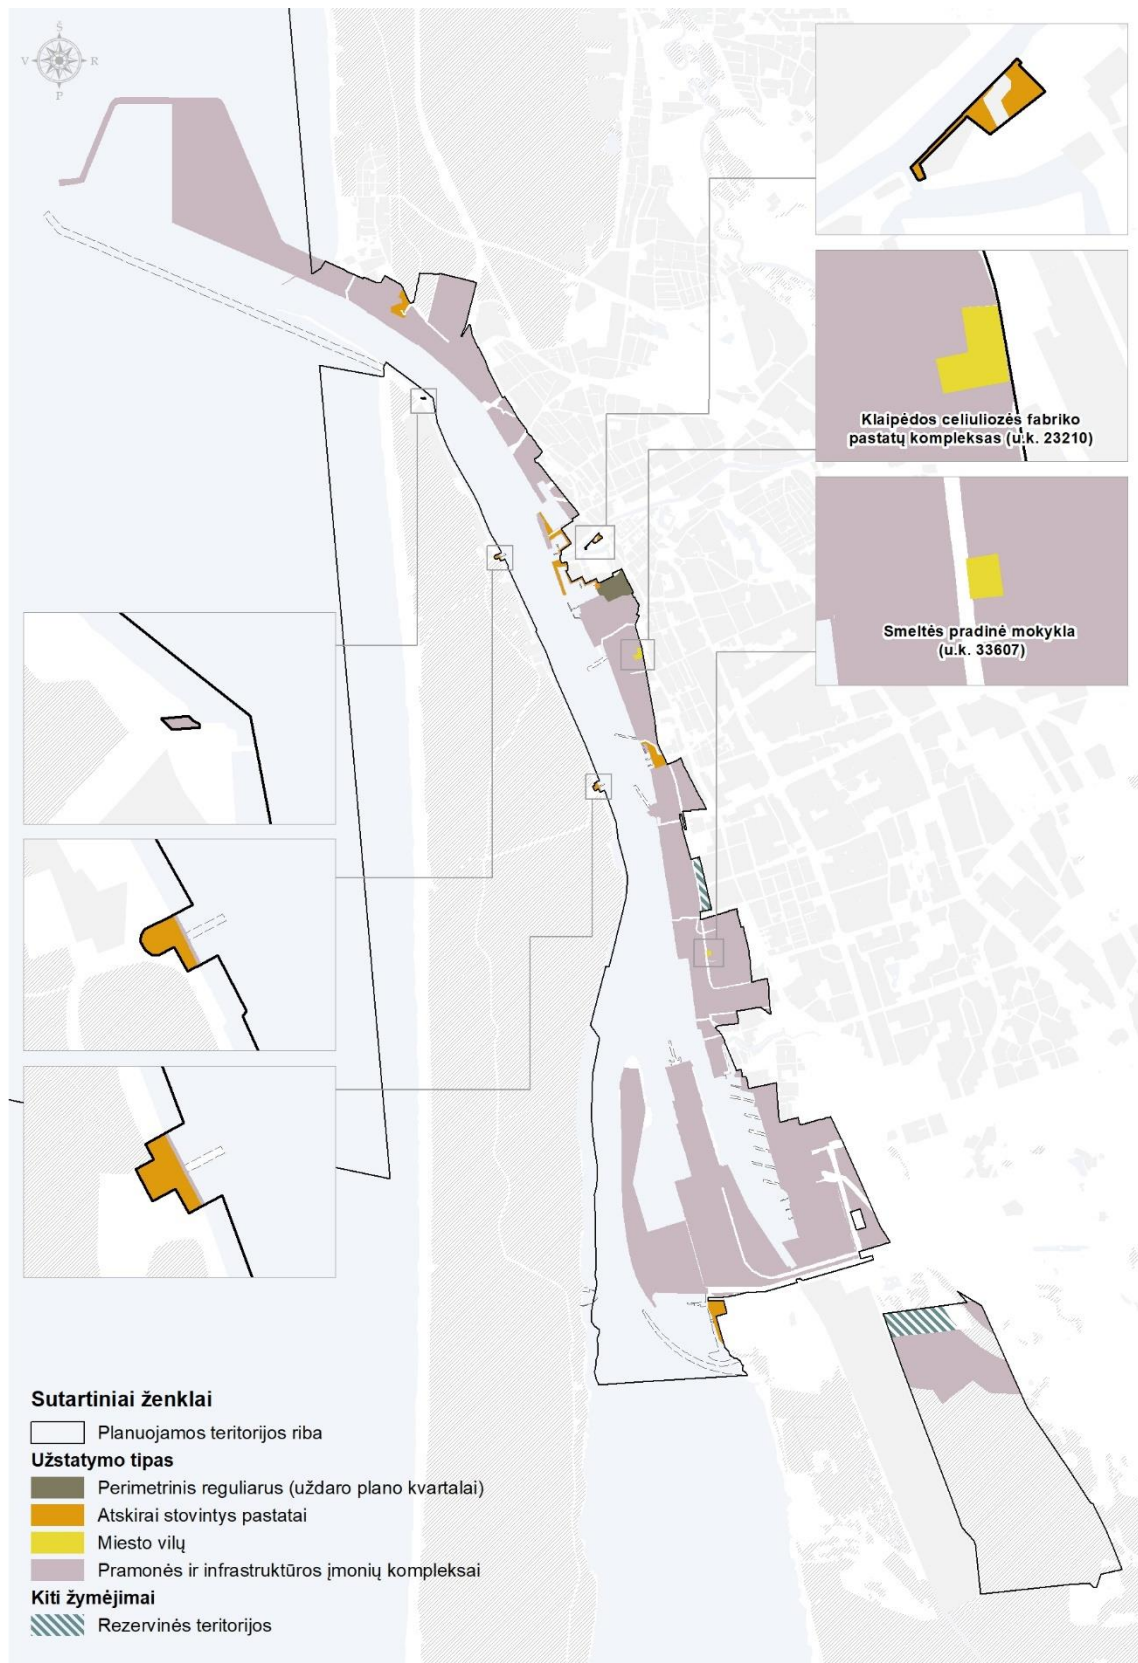 Š
V R
P
Klaipėdos celiuliozės fabriko
pastatų kompleksas (u.k. 23210)
Smeltės pradinė mokykla
(u.k. 33607)
Sutartiniai ženklai
Planuojamos teritorijos riba
Užstatymo tipas
Perimetrinis reguliarus (uždaro plano kvartalai)
Atskirai stovintys pastatai
Miesto vilų
Pramonės ir infrastruktūros įmonių kompleksai
Kiti žymėjimai
Rezervinės teritorijos